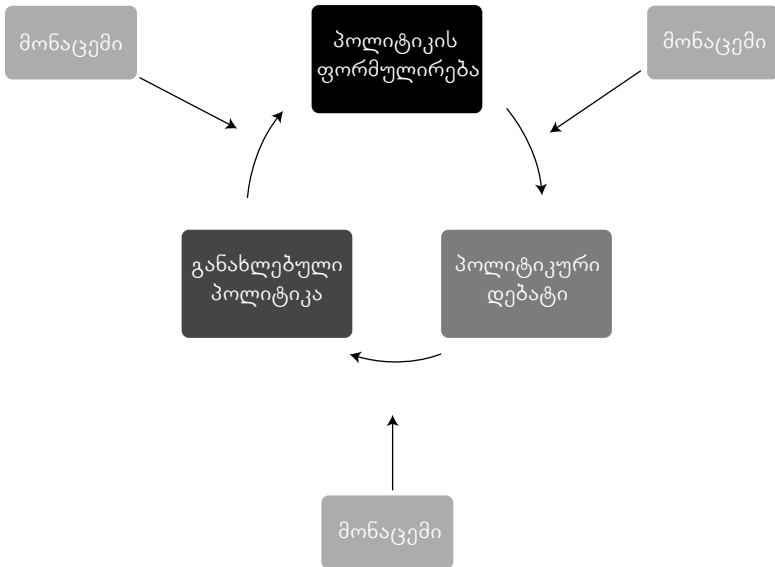 მონაცემი
პოლიტიკის
ფორმულირება
მონაცემი
განახლებული
პოლიტიკა
პოლიტიკური
დებატი
მონაცემი